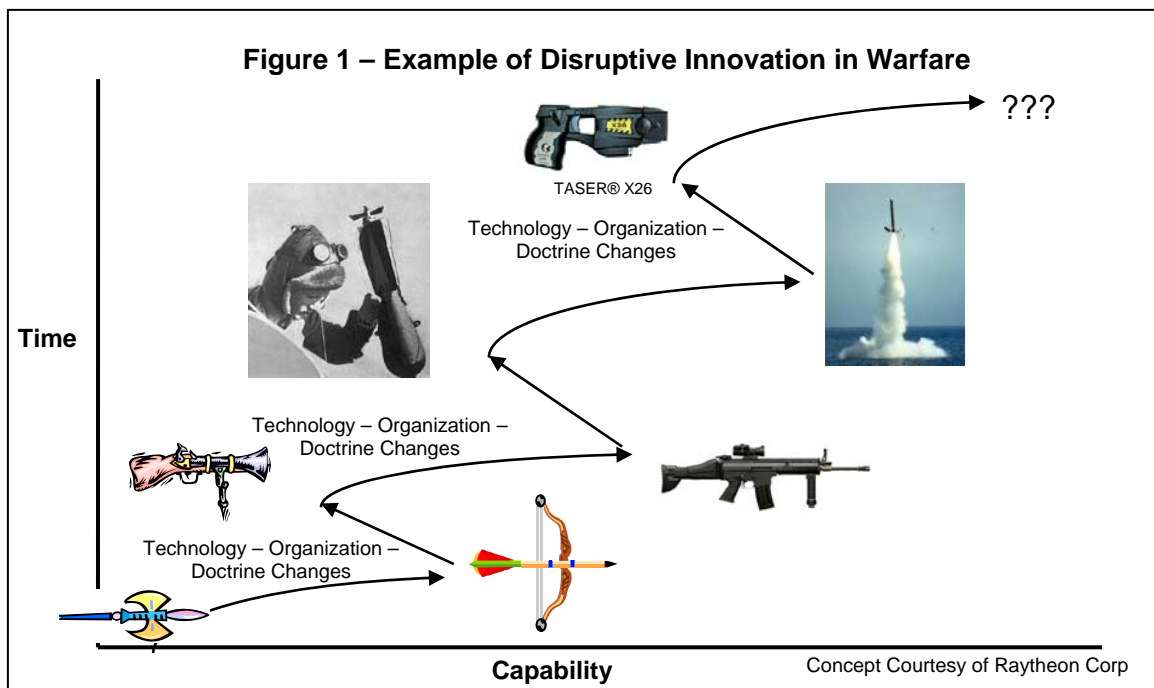 Figure 1 – Example of Disruptive Innovation in Warfare
???
TASER® X26
Technology – Organization –
Doctrine Changes
Time
Technology – Organization –
Doctrine Changes
Technology – Organization –
Doctrine Changes
Capability
Concept Courtesy of Raytheon Corp